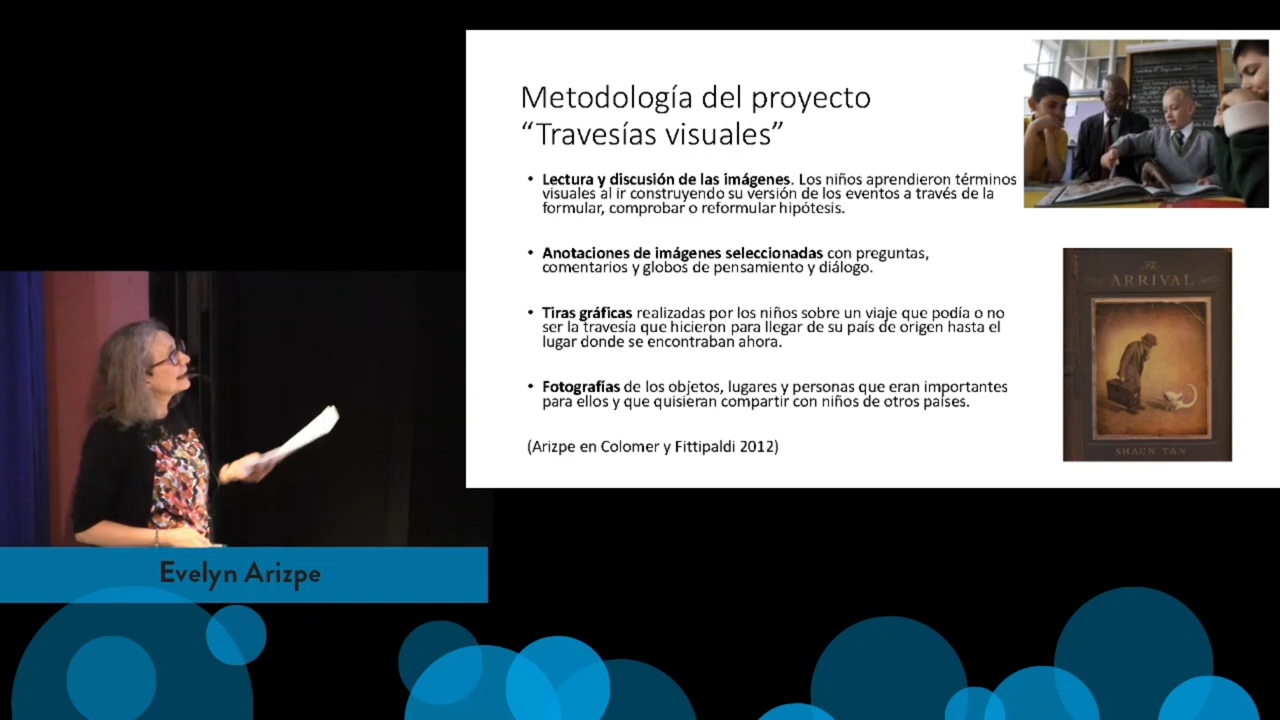 Metodología del proyecto
“Travesías visuales”
• Lectura y discusión de las imágenes. Los niños aprendieron términos
visuales al ir construyendo su versión de los eventos a través de la
formular, comprobar o reformular hipótesis.
• Anotaciones de imágenes seleccionadas con preguntas,
comentarios y globos de pensamiento y diálogo.
• Tiras gráficas realizadas por los niños sobre un viaje que podía o no
ser la travesía que hicieron para llegar de su país de origen hasta el
lugar donde se encontraban ahora.
• Fotografías de los objetos, lugares y personas que eran importantes
para ellos y que quisieran compartir con niños de otros países.
(Arizpe en Colomer y Fittipaldi 2012)
The
ARRIVAL
SHAUN TAN
Evelyn Arizpe